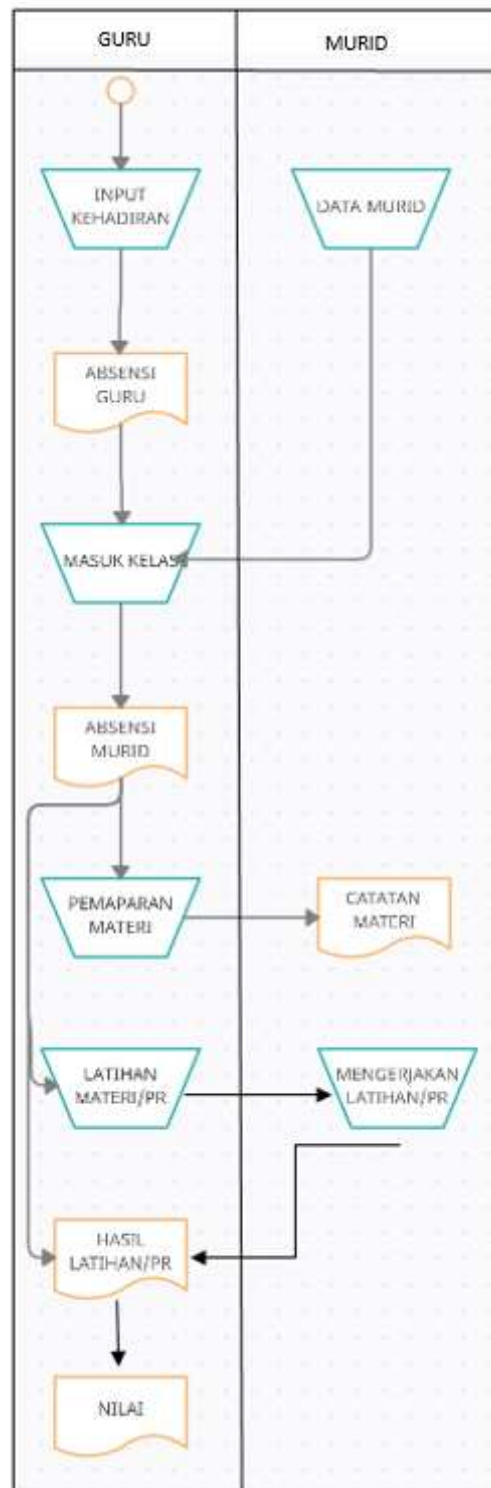 GURU
MURID
INPUT
KEHADIRAN
DATA MURID
ABSENSI
GURU
MASUK KELAS
ABSENSI
MURID
PEMAPARAN
MATERI
CATATAN
MATERI
LATIHAN
MATERI/PR
MENGERJAKAN
LATIHAN/PR
HASIL
LATIHAN/PR
NILAI